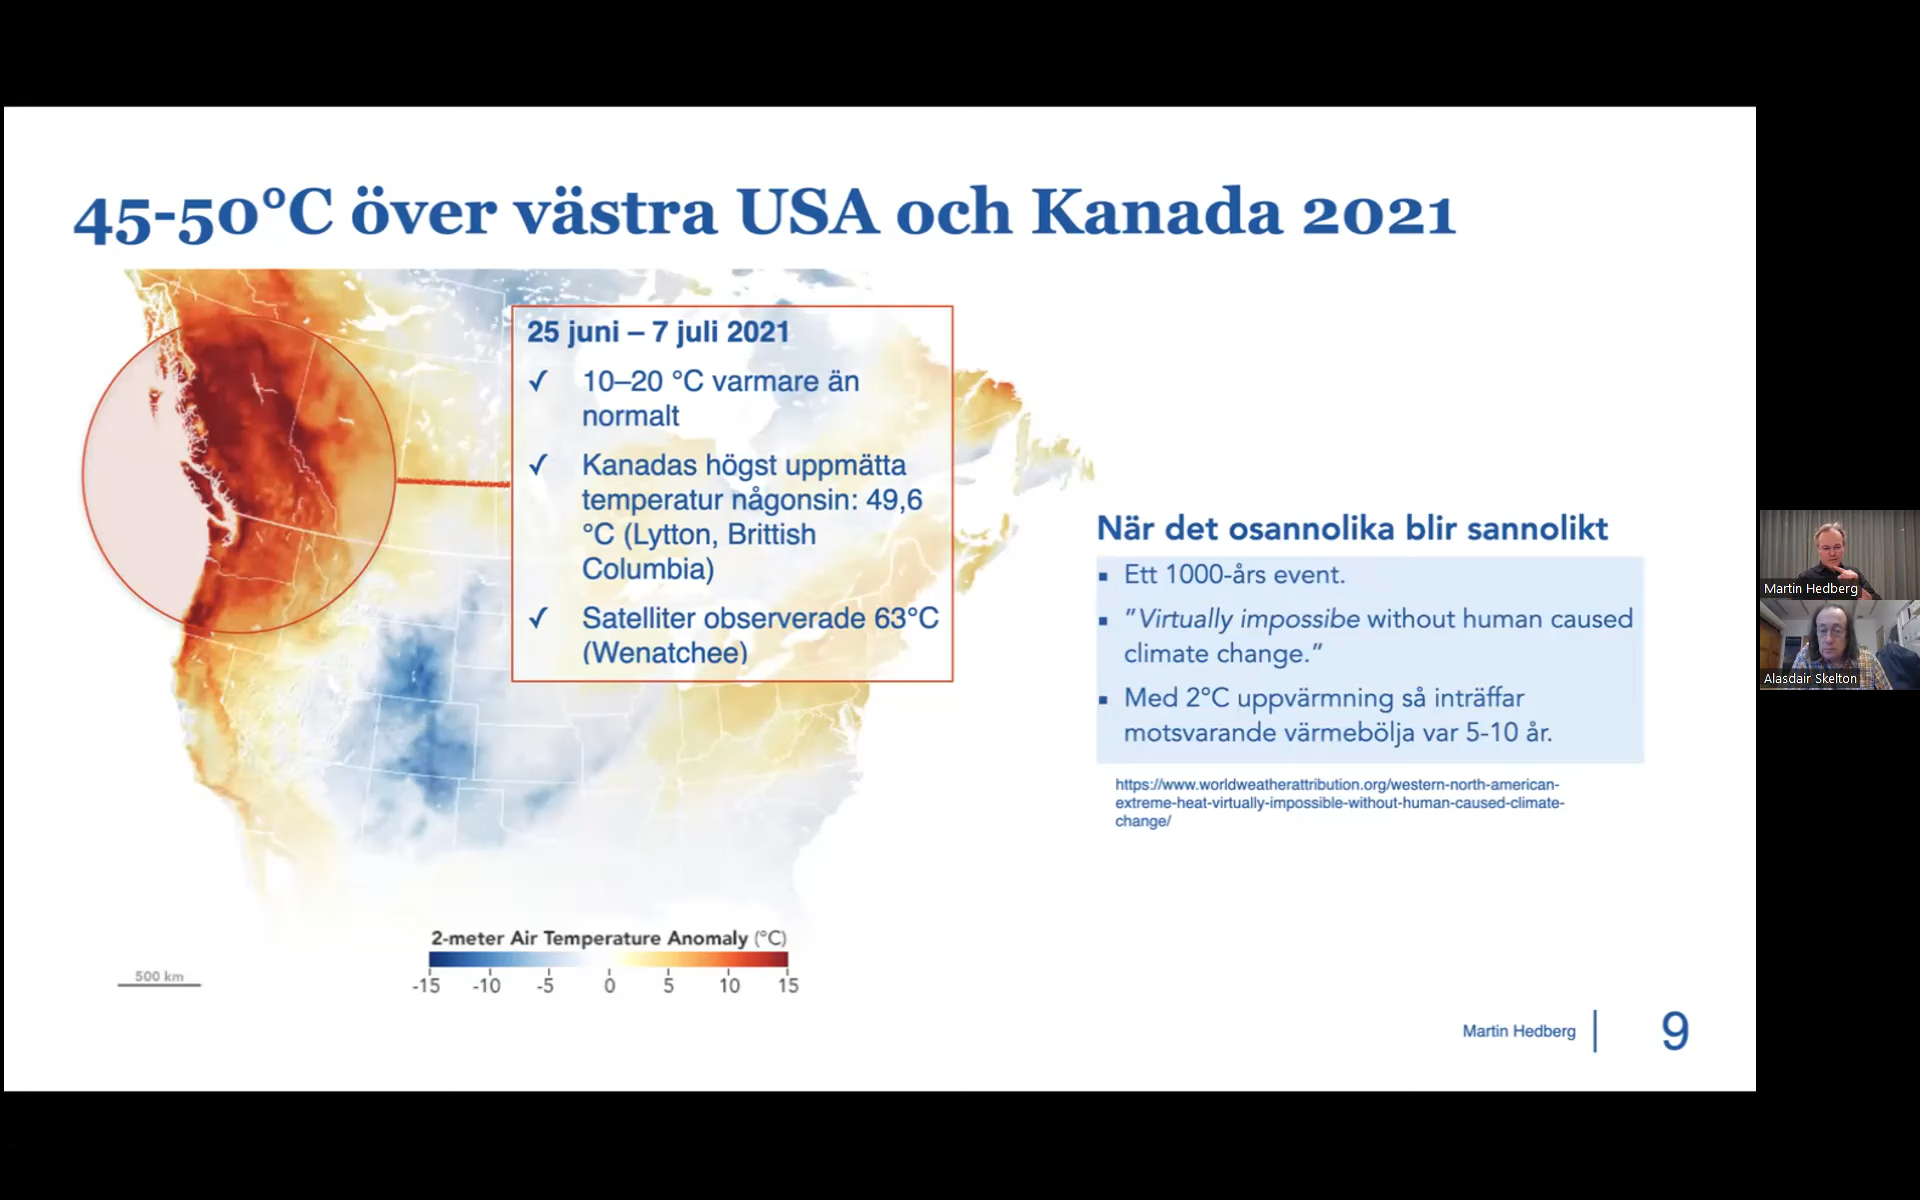 45-50°C över västra USA och Kanada 2021
25 juni – 7 juli 2021
✓ 10–20 °C varmare än
normalt
✓ Kanadas högst uppmätta
temperatur någonsin: 49,6
°C (Lytton, Brittish
Columbia)
✓ Satelliter observerade 63°C
(Wenatchee)
När det osannolika blir sannolikt
▪ Ett 1000-års event.
▪ ”Virtually impossibe without human caused
climate change.”
▪ Med 2°C uppvärmning så inträffar
motsvarande värmebölja var 5-10 år.
https://www.worldweatherattribution.org/western-north-american-
extreme-heat-virtually-impossible-without-human-caused-climate-
change/
2-meter Air Temperature Anomaly (°C)
-15 -10 -5 0 5 10 15
500 km
Martin Hedberg | 9
Martin Hedberg
Alasdair Skelton